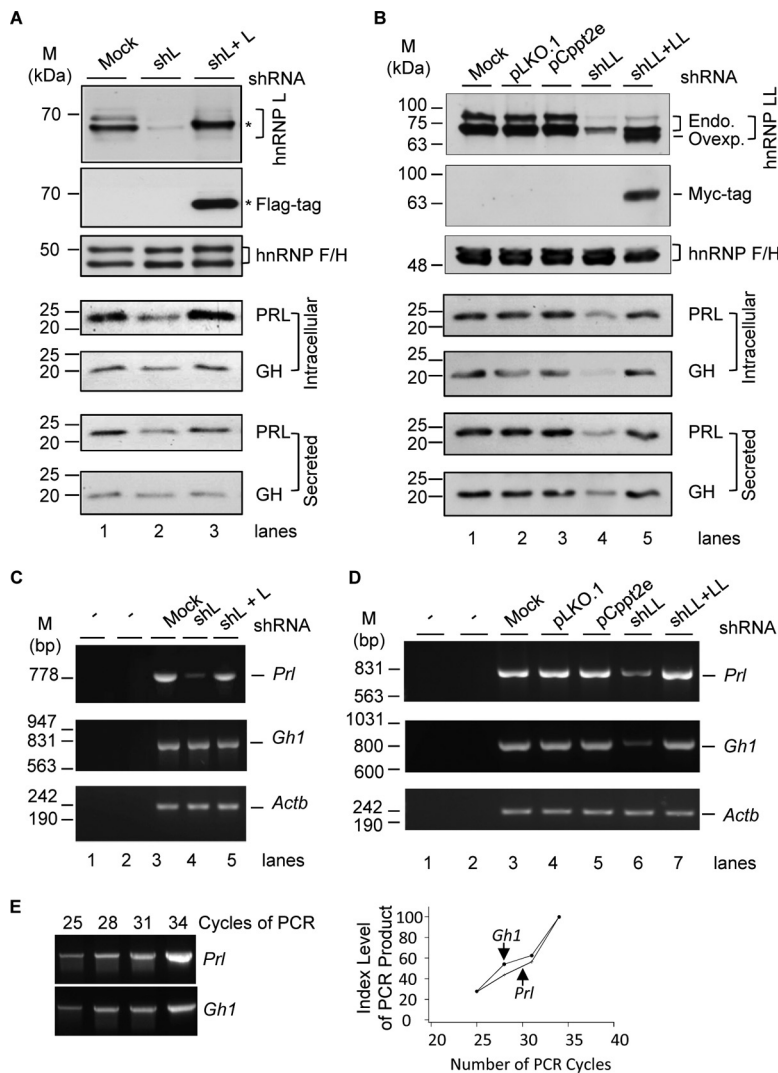 A
M
(kDa)
Mock
shL
shL+ L
shRNA
70
*
hnRNP L
70
* Flag-tag
50
hnRNP F/H
25
20
PRL
25
20
GH
Intracellular
25
20
PRL
25
20
GH
Secreted
1 2 3 lanes
B
M
(kDa)
Mock
pLKO.1
pCppt2e
shLL
shLL+LL
shRNA
100
75
63
Endo.
Ovexp.
hnRNP LL
100
63
Myc-tag
48
hnRNP F/H
25
20
PRL
25
20
GH
Intracellular
25
20
PRL
25
20
GH
Secreted
1 2 3 4 5 lanes
C
M
(bp)
-
-
Mock
shL
shL + L
shRNA
778
Prl
947
831
563
Gh1
242
190
Actb
1 2 3 4 5 lanes
D
M
(bp)
-
-
Mock
pLKO.1
pCppt2e
shLL
shLL+LL
shRNA
831
563
Prl
1031
800
600
Gh1
242
190
Actb
1 2 3 4 5 6 7 lanes
E
25 28 31 34 Cycles of PCR
Prl
Gh1
Index Level
of PCR Product
100
80
60
40
20
0
Gh1
Prl
20 25 30 35 40
Number of PCR Cycles